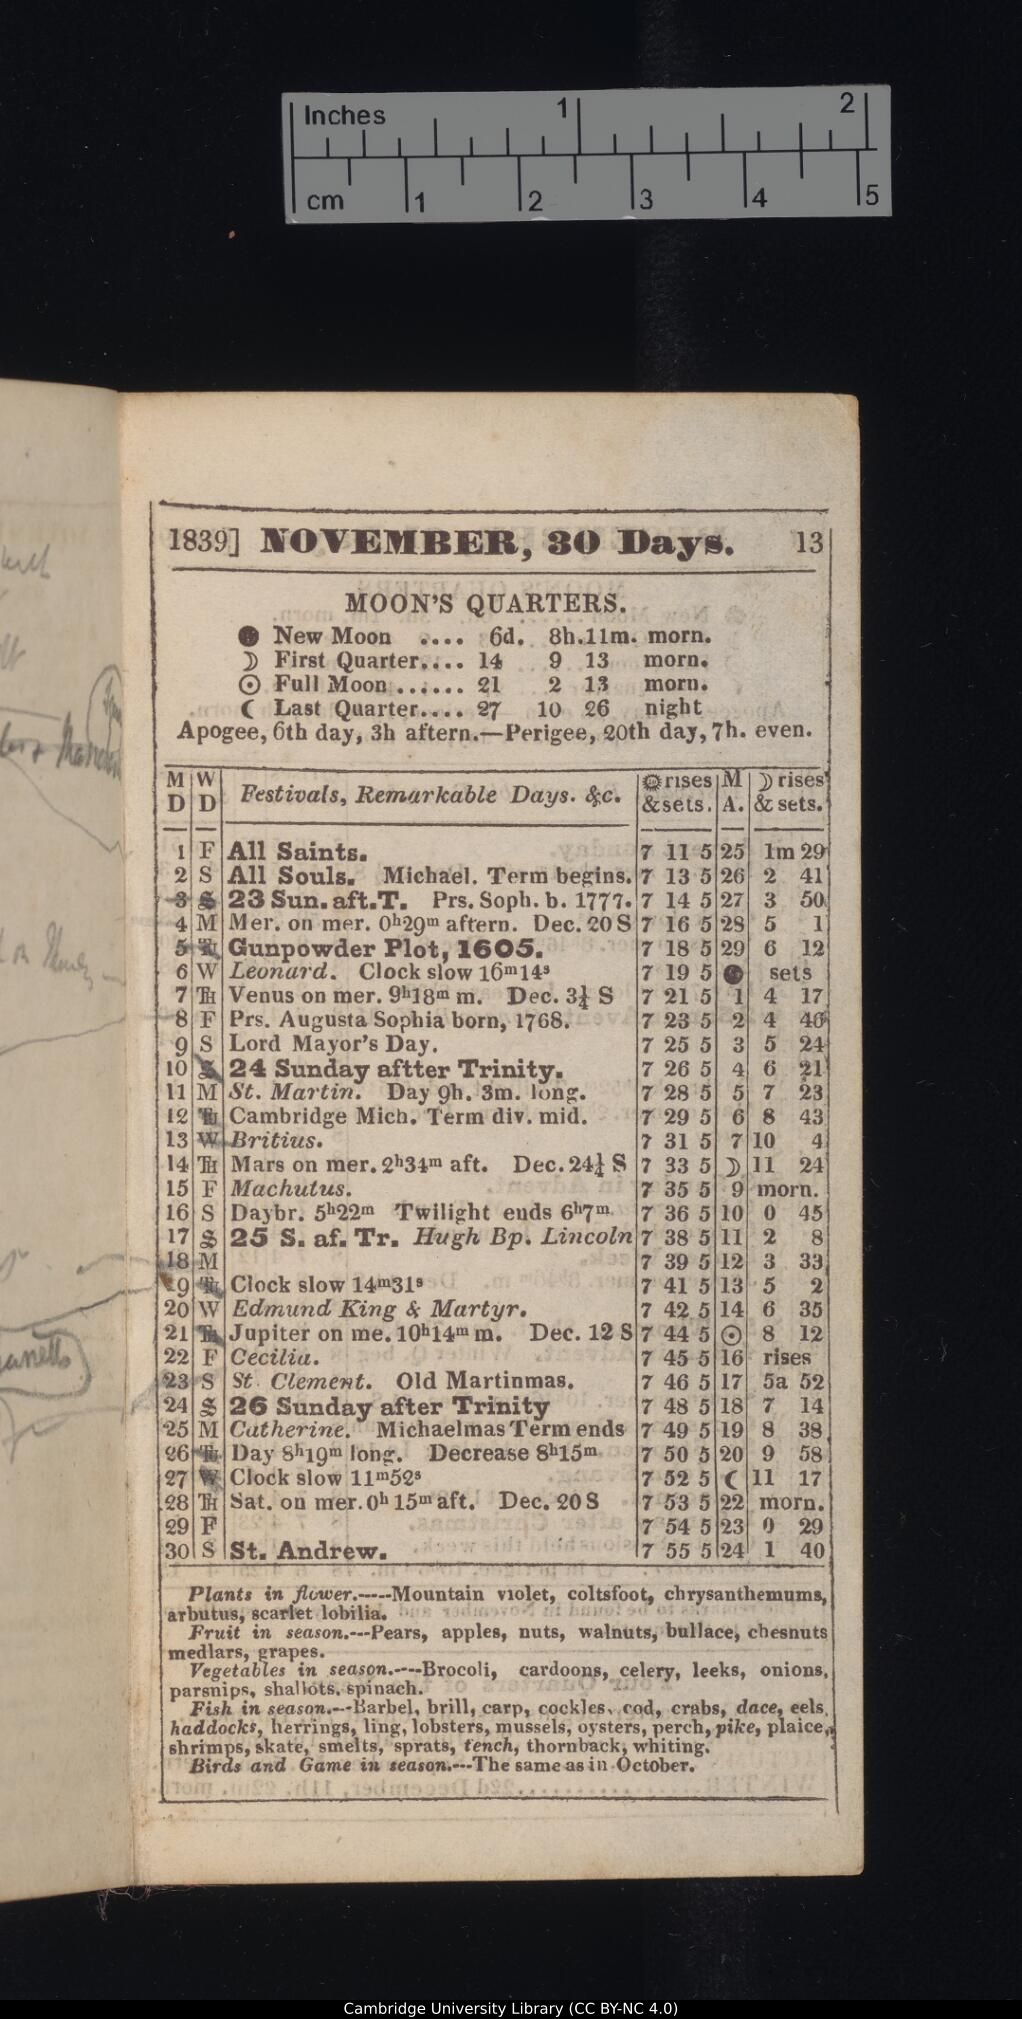 Inches 1 2
cm 1 2 3 4 5
1839] NOVEMBER, 30 Days. 13
MOON'S QUARTERS.
New Moon .... 6d. 8h.11m. morn.
☽ First Quarter.... 14 9 13 morn.
☉ Full Moon ...... 21 2 13 morn.
☾ Last Quarter.... 27 10 26 night
Apogee, 6th day, 3h aftern.—Perigee, 20th day, 7h. even.
M W Festivals, Remarkable Days. &c. rises M ☽ rises
D D & sets. A. & sets.
1 F All Saints. 7 11 5 25 1m 29
2 S All Souls. Michael. Term begins. 7 13 5 26 2 41
3 S 23 Sun. aft. T. Prs. Soph. b. 1777. 7 14 5 27 3 50
4 M Mer. on mer. 0h29m aftern. Dec. 20 S 7 16 5 28 5 1
5 Tu Gunpowder Plot, 1605. 7 18 5 29 6 12
6 W Leonard. Clock slow 16m14s 7 19 5 ● sets
7 TH Venus on mer. 9h18m m. Dec. 3¼ S 7 21 5 1 4 17
8 F Prs. Augusta Sophia born, 1768. 7 23 5 2 4 46
9 S Lord Mayor's Day. 7 25 5 3 5 24
10 S 24 Sunday aftter Trinity. 7 26 5 4 6 21
11 M St. Martin. Day 9h. 3m. long. 7 28 5 5 7 23
12 Tu Cambridge Mich. Term div. mid. 7 29 5 6 8 43
13 W Britius. 7 31 5 7 10 4
14 TH Mars on mer. 2h34m aft. Dec. 24¼ S 7 33 5 ☽ 11 24
15 F Machutus. 7 35 5 9 morn.
16 S Daybr. 5h22m Twilight ends 6h7m 7 36 5 10 0 45
17 S 25 S. af. Tr. Hugh Bp. Lincoln 7 38 5 11 2 8
18 M 7 39 5 12 3 33
19 Tu Clock slow 14m31s 7 41 5 13 5 2
20 W Edmund King & Martyr. 7 42 5 14 6 35
21 TH Jupiter on me. 10h14m m. Dec. 12 S 7 44 5 ☉ 8 12
22 F Cecilia. 7 45 5 16 rises
23 S St Clement. Old Martinmas. 7 46 5 17 5a 52
24 S 26 Sunday after Trinity 7 48 5 18 7 14
25 M Catherine. Michaelmas Term ends 7 49 5 19 8 38
26 Tu Day 8h19m long. Decrease 8h15m 7 50 5 20 9 58
27 W Clock slow 11m52s 7 52 5 ☾ 11 17
28 TH Sat. on mer. 0h 15m aft. Dec. 20 S 7 53 5 22 morn.
29 F 7 54 5 23 0 29
30 S St. Andrew. 7 55 5 24 1 40
Plants in flower.-----Mountain violet, coltsfoot, chrysanthemums,
arbutus, scarlet lobilia.
Fruit in season.---Pears, apples, nuts, walnuts, bullace, chesnuts
medlars, grapes.
Vegetables in season.----Brocoli, cardoons, celery, leeks, onions,
parsnips, shallots, spinach.
Fish in season.---Barbel, brill, carp, cockles, cod, crabs, dace, eels,
haddocks, herrings, ling, lobsters, mussels, oysters, perch, pike, plaice,
shrimps, skate, smelts, sprats, tench, thornback, whiting.
Birds and Game in season.---The same as in October.
Cambridge University Library (CC BY-NC 4.0)